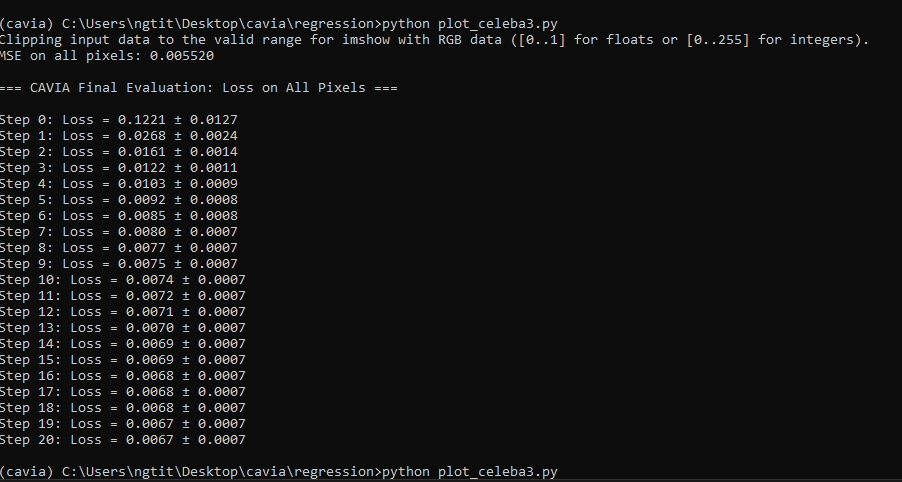 (cavia) C:\Users\ngtit\Desktop\cavia\regression>python plot_celeba3.py
Clipping input data to the valid range for imshow with RGB data ([0..1] for floats or [0..255] for integers).
MSE on all pixels: 0.005520
=== CAVIA Final Evaluation: Loss on All Pixels ===
Step 0: Loss = 0.1221 ± 0.0127
Step 1: Loss = 0.0268 ± 0.0024
Step 2: Loss = 0.0161 ± 0.0014
Step 3: Loss = 0.0122 ± 0.0011
Step 4: Loss = 0.0103 ± 0.0009
Step 5: Loss = 0.0092 ± 0.0008
Step 6: Loss = 0.0085 ± 0.0008
Step 7: Loss = 0.0080 ± 0.0007
Step 8: Loss = 0.0077 ± 0.0007
Step 9: Loss = 0.0075 ± 0.0007
Step 10: Loss = 0.0074 ± 0.0007
Step 11: Loss = 0.0072 ± 0.0007
Step 12: Loss = 0.0071 ± 0.0007
Step 13: Loss = 0.0070 ± 0.0007
Step 14: Loss = 0.0069 ± 0.0007
Step 15: Loss = 0.0069 ± 0.0007
Step 16: Loss = 0.0068 ± 0.0007
Step 17: Loss = 0.0068 ± 0.0007
Step 18: Loss = 0.0068 ± 0.0007
Step 19: Loss = 0.0067 ± 0.0007
Step 20: Loss = 0.0067 ± 0.0007
(cavia) C:\Users\ngtit\Desktop\cavia\regression>python plot_celeba3.py